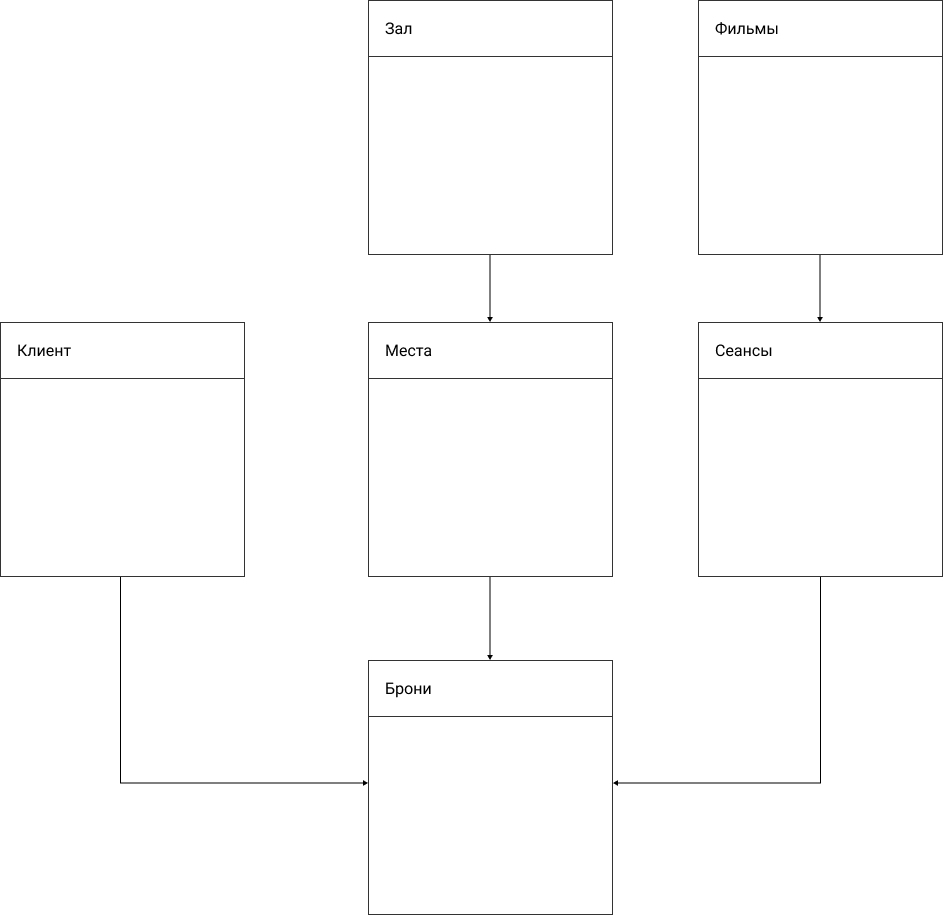 Зал
Фильмы
Клиент
Места
Сеансы
Брони